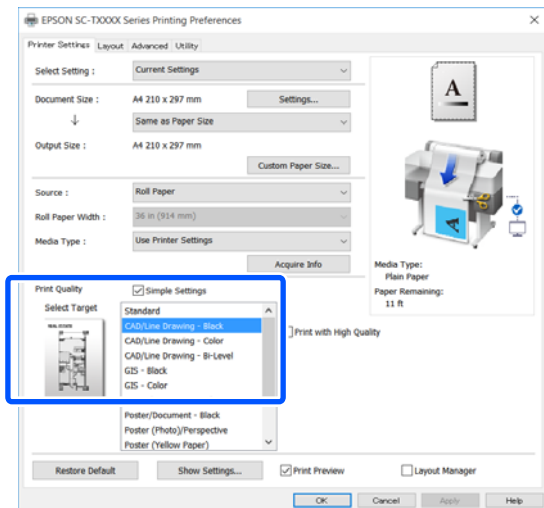 EPSON SC-TXXXX Series Printing Preferences
Printer Settings Layout Advanced Utility
Select Setting : Current Settings
Document Size : A4 210 x 297 mm Settings...
Same as Paper Size
Output Size : A4 210 x 297 mm
Custom Paper Size...
Source : Roll Paper
Roll Paper Width : 36 in (914 mm)
Media Type : Use Printer Settings
Acquire Info
A
Media Type:
Plain Paper
Paper Remaining:
11 ft
Print Quality Simple Settings
Select Target
Standard
CAD/Line Drawing - Black
CAD/Line Drawing - Color
CAD/Line Drawing - Bi-Level
GIS - Black
GIS - Color
Poster/Document - Black
Poster (Photo)/Perspective
Poster (Yellow Paper)
Print with High Quality
Restore Default Show Settings... Print Preview Layout Manager
OK Cancel Apply Help